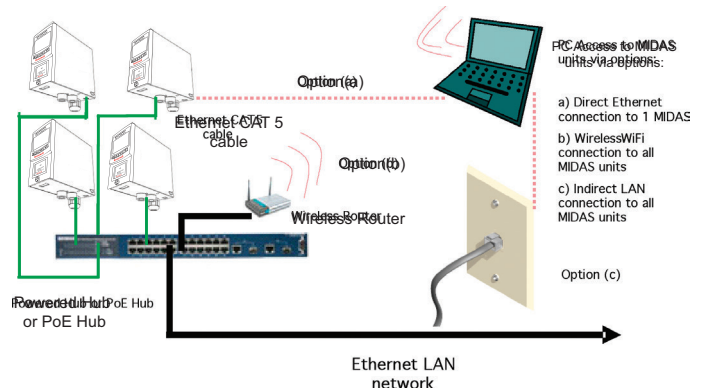 PC Access to MIDAS
units via options:
Option (a)
a) Direct Ethernet
connection to 1 MIDAS
Ethernet CAT 5
cable
b) WirelessWiFi
connection to all
MIDAS units
Option (b)
c) Indirect LAN
connection to all
MIDAS units
Wireless Router
Option (c)
Powered Hub
or PoE Hub
Ethernet LAN
network